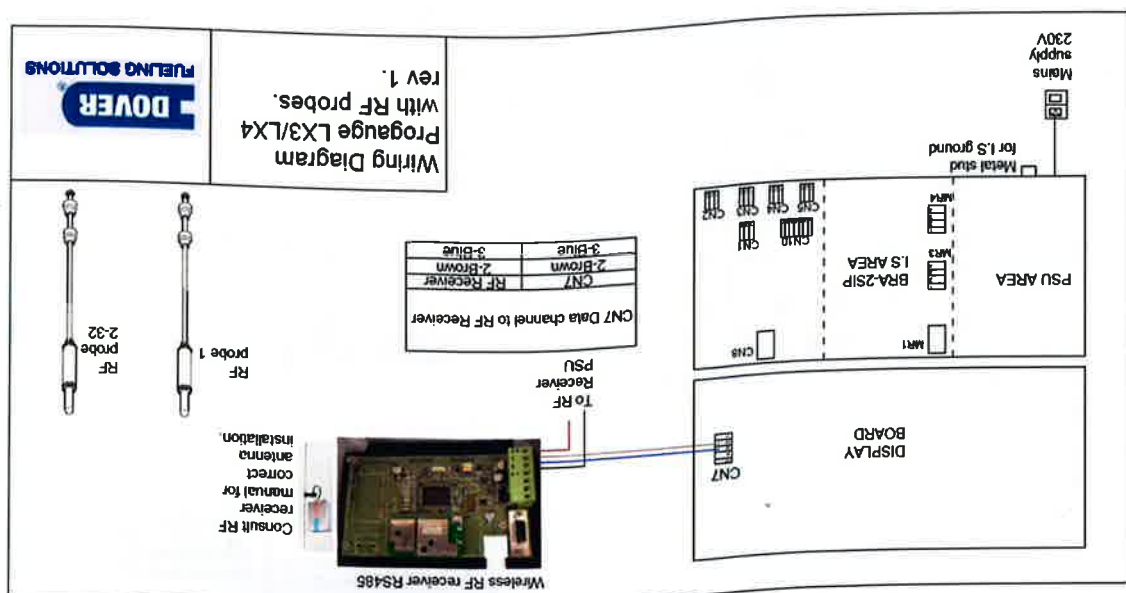 Wireless RF receiver RS485
DISPLAY
BOARD
CN7
To RF
Receiver
PSU
Consult RF
receiver
manual for
correct
antenna
installation.
PSU AREA
MR1
MR3
MR4
BRA-2SIP
I.S AREA
CN8
CN10
CN1
CN5
CN4
CN3
CN2
CN7 Data channel to RF Receiver
CN7 RF Receiver
2-Brown 2-Brown
3-Blue 3-Blue
RF
probe 1
RF
probe
2-32
Metal stud
for I.S ground
Mains
supply
230V
Wiring Diagram
Progauge LX3/LX4
with RF probes.
rev 1.
DOVER®
FUELING SOLUTIONS